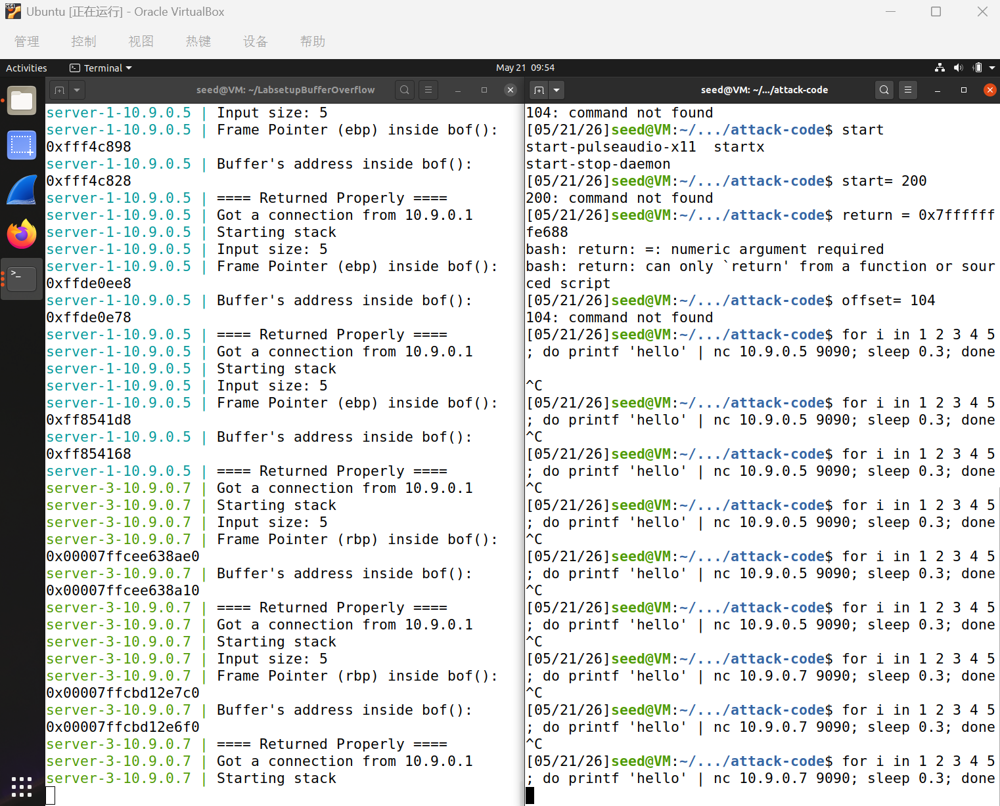 Ubuntu [正在运行] - Oracle VirtualBox
管理 控制 视图 热键 设备 帮助
Activities Terminal May 21 09:54
seed@VM: ~/LabsetupBufferOverflow
server-1-10.9.0.5 | Input size: 5
server-1-10.9.0.5 | Frame Pointer (ebp) inside bof():
0xfff4c898
server-1-10.9.0.5 | Buffer's address inside bof():
0xfff4c828
server-1-10.9.0.5 | ==== Returned Properly ====
server-1-10.9.0.5 | Got a connection from 10.9.0.1
server-1-10.9.0.5 | Starting stack
server-1-10.9.0.5 | Input size: 5
server-1-10.9.0.5 | Frame Pointer (ebp) inside bof():
0xffde0ee8
server-1-10.9.0.5 | Buffer's address inside bof():
0xffde0e78
server-1-10.9.0.5 | ==== Returned Properly ====
server-1-10.9.0.5 | Got a connection from 10.9.0.1
server-1-10.9.0.5 | Starting stack
server-1-10.9.0.5 | Input size: 5
server-1-10.9.0.5 | Frame Pointer (ebp) inside bof():
0xff8541d8
server-1-10.9.0.5 | Buffer's address inside bof():
0xff854168
server-1-10.9.0.5 | ==== Returned Properly ====
server-3-10.9.0.7 | Got a connection from 10.9.0.1
server-3-10.9.0.7 | Starting stack
server-3-10.9.0.7 | Input size: 5
server-3-10.9.0.7 | Frame Pointer (rbp) inside bof():
0x00007ffcee638ae0
server-3-10.9.0.7 | Buffer's address inside bof():
0x00007ffcee638a10
server-3-10.9.0.7 | ==== Returned Properly ====
server-3-10.9.0.7 | Got a connection from 10.9.0.1
server-3-10.9.0.7 | Starting stack
server-3-10.9.0.7 | Input size: 5
server-3-10.9.0.7 | Frame Pointer (rbp) inside bof():
0x00007ffcbd12e7c0
server-3-10.9.0.7 | Buffer's address inside bof():
0x00007ffcbd12e6f0
server-3-10.9.0.7 | ==== Returned Properly ====
server-3-10.9.0.7 | Got a connection from 10.9.0.1
server-3-10.9.0.7 | Starting stack
seed@VM: ~/.../attack-code
104: command not found
[05/21/26]seed@VM:~/.../attack-code$ start
start-pulseaudio-x11  startx
start-stop-daemon
[05/21/26]seed@VM:~/.../attack-code$ start= 200
200: command not found
[05/21/26]seed@VM:~/.../attack-code$ return = 0x7ffffff
fe688
bash: return: =: numeric argument required
bash: return: can only `return' from a function or sour
ced script
[05/21/26]seed@VM:~/.../attack-code$ offset= 104
104: command not found
[05/21/26]seed@VM:~/.../attack-code$ for i in 1 2 3 4 5
; do printf 'hello' | nc 10.9.0.5 9090; sleep 0.3; done
^C
[05/21/26]seed@VM:~/.../attack-code$ for i in 1 2 3 4 5
; do printf 'hello' | nc 10.9.0.5 9090; sleep 0.3; done
^C
[05/21/26]seed@VM:~/.../attack-code$ for i in 1 2 3 4 5
; do printf 'hello' | nc 10.9.0.5 9090; sleep 0.3; done
^C
[05/21/26]seed@VM:~/.../attack-code$ for i in 1 2 3 4 5
; do printf 'hello' | nc 10.9.0.5 9090; sleep 0.3; done
^C
[05/21/26]seed@VM:~/.../attack-code$ for i in 1 2 3 4 5
; do printf 'hello' | nc 10.9.0.5 9090; sleep 0.3; done
^C
[05/21/26]seed@VM:~/.../attack-code$ for i in 1 2 3 4 5
; do printf 'hello' | nc 10.9.0.5 9090; sleep 0.3; done
^C
[05/21/26]seed@VM:~/.../attack-code$ for i in 1 2 3 4 5
; do printf 'hello' | nc 10.9.0.7 9090; sleep 0.3; done
^C
[05/21/26]seed@VM:~/.../attack-code$ for i in 1 2 3 4 5
; do printf 'hello' | nc 10.9.0.7 9090; sleep 0.3; done
^C
[05/21/26]seed@VM:~/.../attack-code$ for i in 1 2 3 4 5
; do printf 'hello' | nc 10.9.0.7 9090; sleep 0.3; done